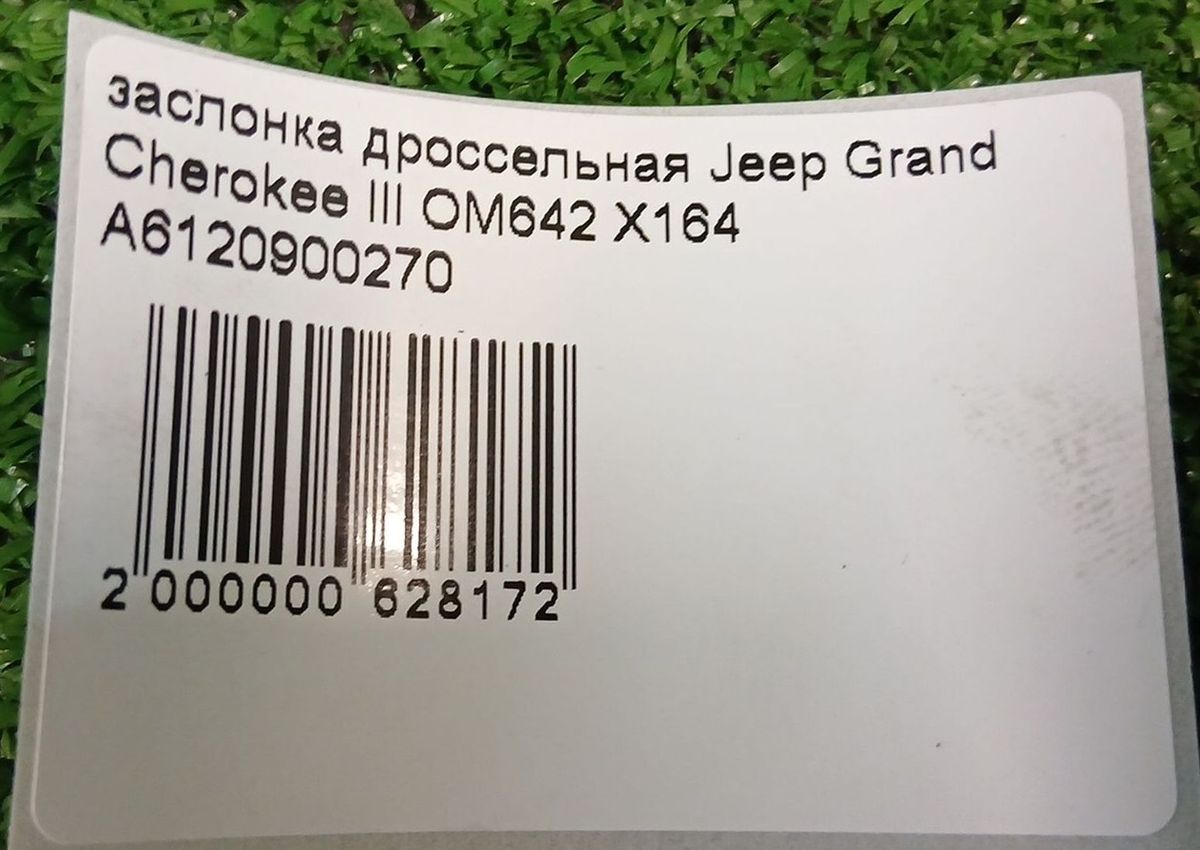 заслонка дроссельная Jeep Grand
Cherokee III OM642 X164
A6120900270
2 000000 628172